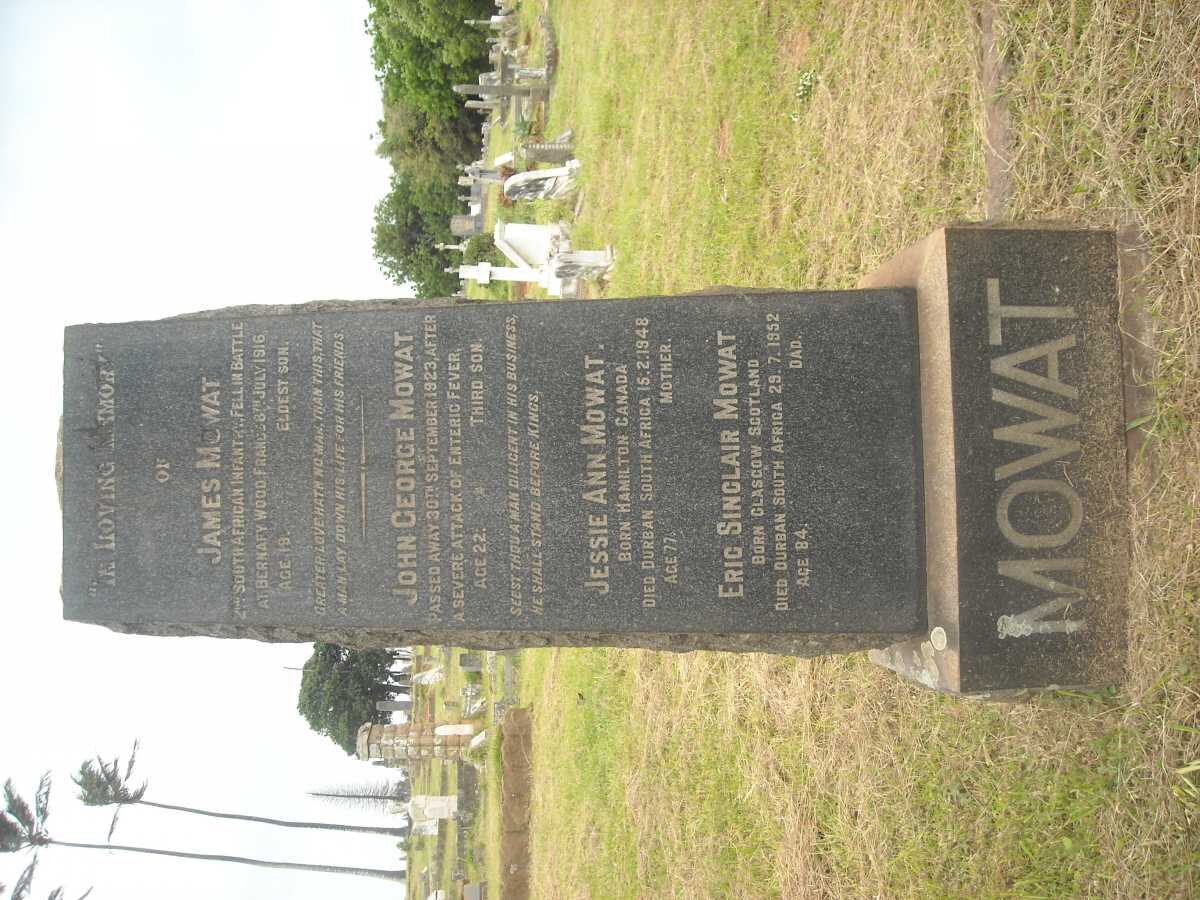 "IN LOVING MEMORY"
OF
JAMES MOWAT
2ND SOUTH AFRICAN INFANTRY. FELL IN BATTLE
AT BERNAFY WOOD FRANCE 8TH JULY 1916
AGE 19. ELDEST SON.
GREATER LOVE HATH NO MAN. THAN THIS, THAT
A MAN LAY DOWN HIS LIFE FOR HIS FRIENDS.
JOHN GEORGE MOWAT
PASSED AWAY 30TH SEPTEMBER 1923, AFTER
A SEVERE ATTACK OF ENTERIC FEVER,
AGE 22. THIRD SON.
SEEST THOU A MAN DILIGENT IN HIS BUSINESS,
HE SHALL STAND BEFORE KINGS.
JESSIE ANN MOWAT.
BORN HAMILTON CANADA
DIED DURBAN SOUTH AFRICA 15.2.1948
AGE 77. MOTHER.
ERIC SINCLAIR MOWAT
BORN GLASGOW SCOTLAND
DIED DURBAN SOUTH AFRICA 29.7.1952
AGE 84. DAD.
MOWAT